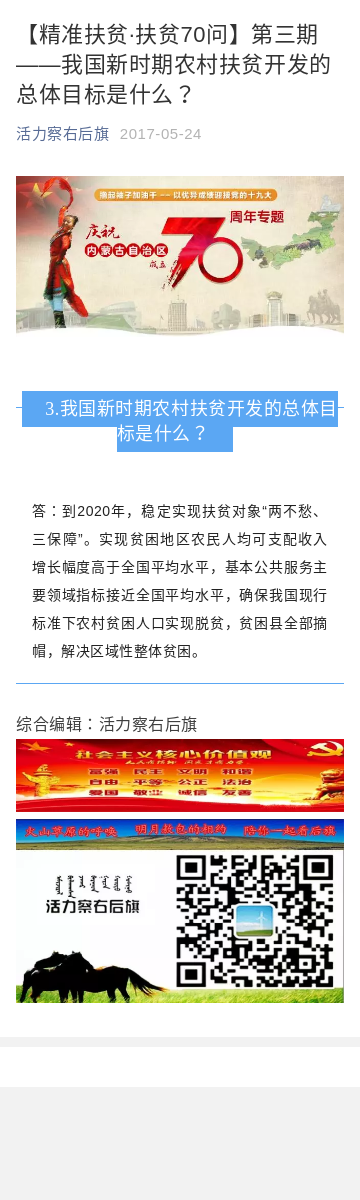 【精准扶贫·扶贫70问】第三期
——我国新时期农村扶贫开发的
总体目标是什么？
活力察右后旗 2017-05-24
撸起袖子加油干 一 以优异成绩迎接党的十九大
庆祝
内蒙古自治区
成立
70
周年专题
3.我国新时期农村扶贫开发的总体目
标是什么？
答：到2020年，稳定实现扶贫对象“两不愁、
三保障”。实现贫困地区农民人均可支配收入
增长幅度高于全国平均水平，基本公共服务主
要领域指标接近全国平均水平，确保我国现行
标准下农村贫困人口实现脱贫，贫困县全部摘
帽，解决区域性整体贫困。
综合编辑：活力察右后旗
社会主义核心价值观
富强 民主 文明 和谐
自由 平等 公正 法治
爱国 敬业 诚信 友善
火山草原的呼唤 明月敖包的相约 陪你一起看后旗
活力察右后旗